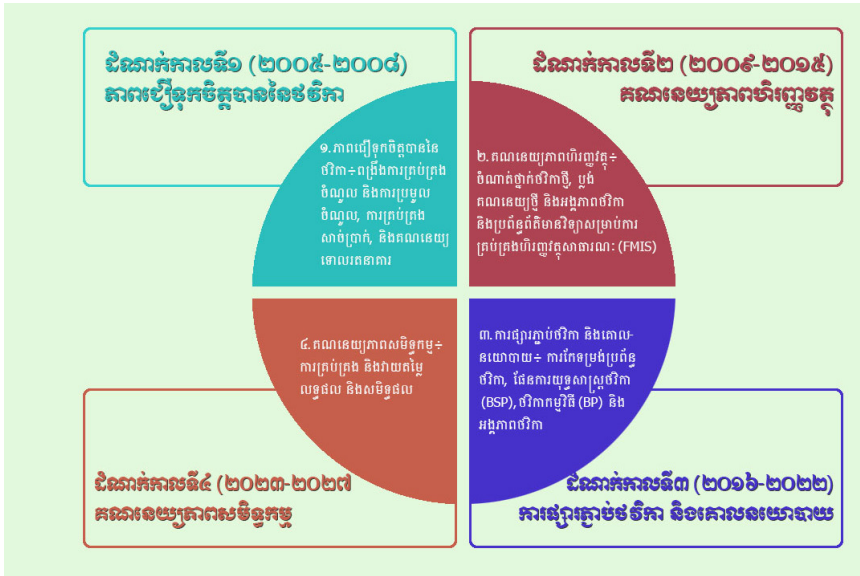 ដំណាក់កាលទី១ (២០០៥-២០០៨)
ភាពជឿទុកចិត្តបាននៃថវិកា
១.ភាពជឿទុកចិត្តបាននៃ
ថវិកា÷ពង្រឹងការគ្រប់គ្រង
ចំណូល និងការប្រមូល
ចំណូល, ការគ្រប់គ្រង
សាច់ប្រាក់, និងគណនេយ្យ
ទោលរតនាការ
ដំណាក់កាលទី២ (២០០៩-២០១៥)
គណនេយ្យភាពហិរញ្ញវត្ថុ
២.គណនេយ្យភាពហិរញ្ញវត្ថុ÷
ចំណាត់ថ្នាក់ថវិកាថ្មី, ប្លង់
គណនេយ្យថ្មី និងអង្គភាពថវិកា
និងប្រព័ន្ធព័ត៌មានវិទ្យាសម្រាប់ការ
គ្រប់គ្រងហិរញ្ញវត្ថុសាធារណៈ (FMIS)
៣.ការផ្សារភ្ជាប់ថវិកា និងគោល-
នយោបាយ÷ ការកែទម្រង់ប្រព័ន្ធ
ថវិកា, ផែនការយុទ្ធសាស្ត្រថវិកា
(BSP), ថវិកាកម្មវិធី (BP) និង
អង្គភាពថវិកា
ដំណាក់កាលទី៣ (២០១៦-២០២២)
ការផ្សារភ្ជាប់ថវិកា និងគោលនយោបាយ
៤.គណនេយ្យភាពសមិទ្ធកម្ម÷
ការគ្រប់គ្រង និងវាយតម្លៃ
លទ្ធផល និងសមិទ្ធផល
ដំណាក់កាលទី៤ (២០២៣-២០២៧
គណនេយ្យភាពសមិទ្ធកម្ម